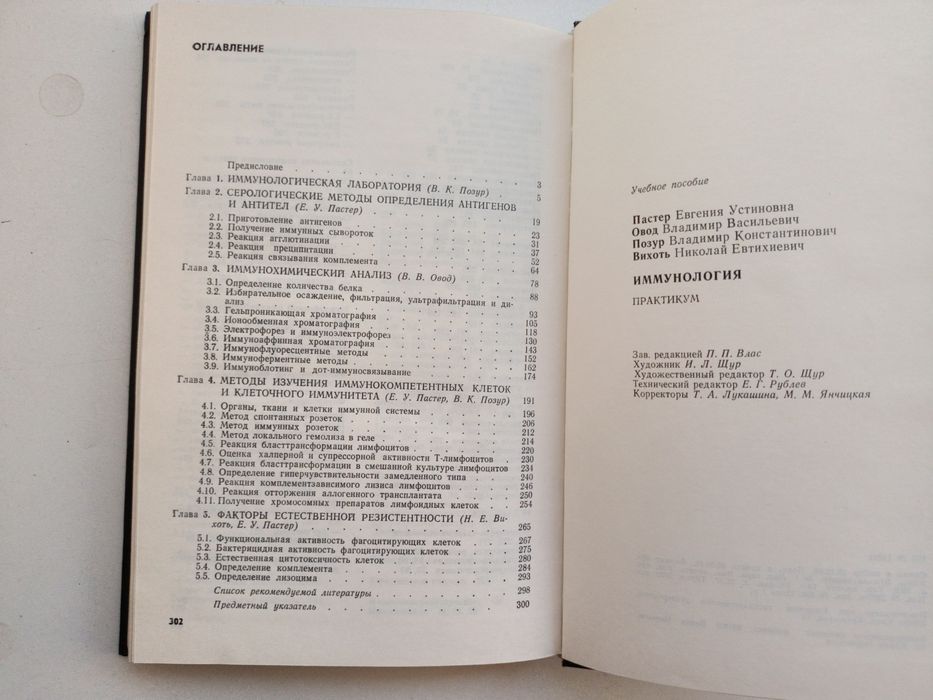 ОГЛАВЛЕНИЕ
Предисловие . . . . . . . . . . 3
Глава 1. ИММУНОЛОГИЧЕСКАЯ ЛАБОРАТОРИЯ (В. К. Позур) . 5
Глава 2. СЕРОЛОГИЧЕСКИЕ МЕТОДЫ ОПРЕДЕЛЕНИЯ АНТИГЕНОВ
И АНТИТЕЛ (Е. У. Пастер) . . . . . . . 19
2.1. Приготовление антигенов . . . . . . . 23
2.2. Получение иммунных сывороток . . . . . . 31
2.3. Реакция агглютинации . . . . . . . 37
2.4. Реакция преципитации . . . . . . . 52
2.5. Реакция связывания комплемента . . . . . . 64
Глава 3. ИММУНОХИМИЧЕСКИЙ АНАЛИЗ (В. В. Овод) . . . 78
3.1. Определение количества белка . . . . . . 88
3.2. Избирательное осаждение, фильтрация, ультрафильтрация и ди-
ализ . . . . . . . . . . 93
3.3. Гельпроникающая хроматография . . . . . 105
3.4. Ионообменная хроматография . . . . . . 118
3.5. Электрофорез и иммуноэлектрофорез . . . . . 130
3.6. Иммуноаффинная хроматография . . . . . 143
3.7. Иммунофлуоресцентные методы . . . . . . 152
3.8. Иммуноферментные методы . . . . . . 162
3.9. Иммуноблотинг и дот-иммуносвязывание . . . . 174
Глава 4. МЕТОДЫ ИЗУЧЕНИЯ ИММУНОКОМПЕТЕНТНЫХ КЛЕТОК
И КЛЕТОЧНОГО ИММУНИТЕТА (Е. У. Пастер, В. К. Позур) 191
4.1. Органы, ткани и клетки иммунной системы . . . . 196
4.2. Метод спонтанных розеток . . . . . . 206
4.3. Метод иммунных розеток . . . . . . . 212
4.4. Метод локального гемолиза в геле . . . . . 214
4.5. Реакция бласттрансформации лимфоцитов . . . . 220
4.6. Оценка халперной и супрессорной активности Т-лимфоцитов . 230
4.7. Реакция бласттрансформации в смешанной культуре лимфоцитов 234
4.8. Определение гиперчувствительности замедленного типа . . 240
4.9. Реакция комплементзависимого лизиса лимфоцитов . . . 246
4.10. Реакция отторжения аллогенного трансплантата . . . 250
4.11. Получение хромосомных препаратов лимфоидных клеток . . 254
Глава 5. ФАКТОРЫ ЕСТЕСТВЕННОЙ РЕЗИСТЕНТНОСТИ (Н. Е. Ви-
хоть, Е. У. Пастер) . . . . . . . . 265
5.1. Функциональная активность фагоцитирующих клеток . . 267
5.2. Бактерицидная активность фагоцитирующих клеток . . . 275
5.3. Естественная цитотоксичность клеток . . . . . 280
5.4. Определение комплемента . . . . . . 284
5.5. Определение лизоцима . . . . . . . 293
Список рекомендуемой литературы . . . . . 298
Предметный указатель . . . . . . . 300
302
Учебное пособие
Пастер Евгения Устиновна
Овод Владимир Васильевич
Позур Владимир Константинович
Вихоть Николай Евтихиевич
ИММУНОЛОГИЯ
ПРАКТИКУМ
Зав. редакцией П. П. Влас
Художник И. Л. Щур
Художественный редактор Т. О. Щур
Технический редактор Е. Г. Рублев
Корректоры Т. А. Лукашина, М. М. Янчицкая